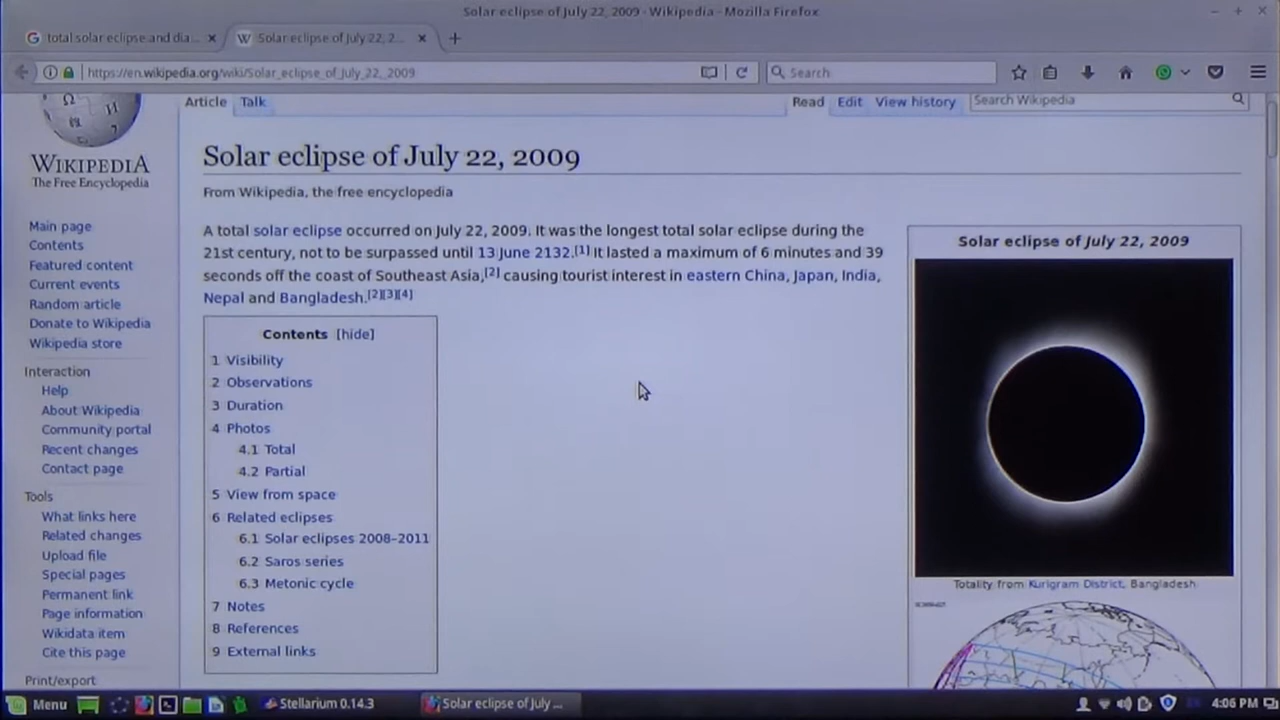 Solar eclipse of July 22, 2009 - Wikipedia - Mozilla Firefox
total solar eclipse and dia...
Solar eclipse of July 22, 2...
https://en.wikipedia.org/wiki/Solar_eclipse_of_July_22,_2009
Search
Article Talk
Read Edit View history
Search Wikipedia
WIKIPEDIA
The Free Encyclopedia
Main page
Contents
Featured content
Current events
Random article
Donate to Wikipedia
Wikipedia store
Interaction
Help
About Wikipedia
Community portal
Recent changes
Contact page
Tools
What links here
Related changes
Upload file
Special pages
Permanent link
Page information
Wikidata item
Cite this page
Print/export
Solar eclipse of July 22, 2009
From Wikipedia, the free encyclopedia
A total solar eclipse occurred on July 22, 2009. It was the longest total solar eclipse during the
21st century, not to be surpassed until 13 June 2132.[1] It lasted a maximum of 6 minutes and 39
seconds off the coast of Southeast Asia,[2] causing tourist interest in eastern China, Japan, India,
Nepal and Bangladesh.[2][3][4]
Contents [hide]
1 Visibility
2 Observations
3 Duration
4 Photos
4.1 Total
4.2 Partial
5 View from space
6 Related eclipses
6.1 Solar eclipses 2008–2011
6.2 Saros series
6.3 Metonic cycle
7 Notes
8 References
9 External links
Solar eclipse of July 22, 2009
Totality from Kurigram District, Bangladesh
Menu
Stellarium 0.14.3
Solar eclipse of July ...
4:06 PM